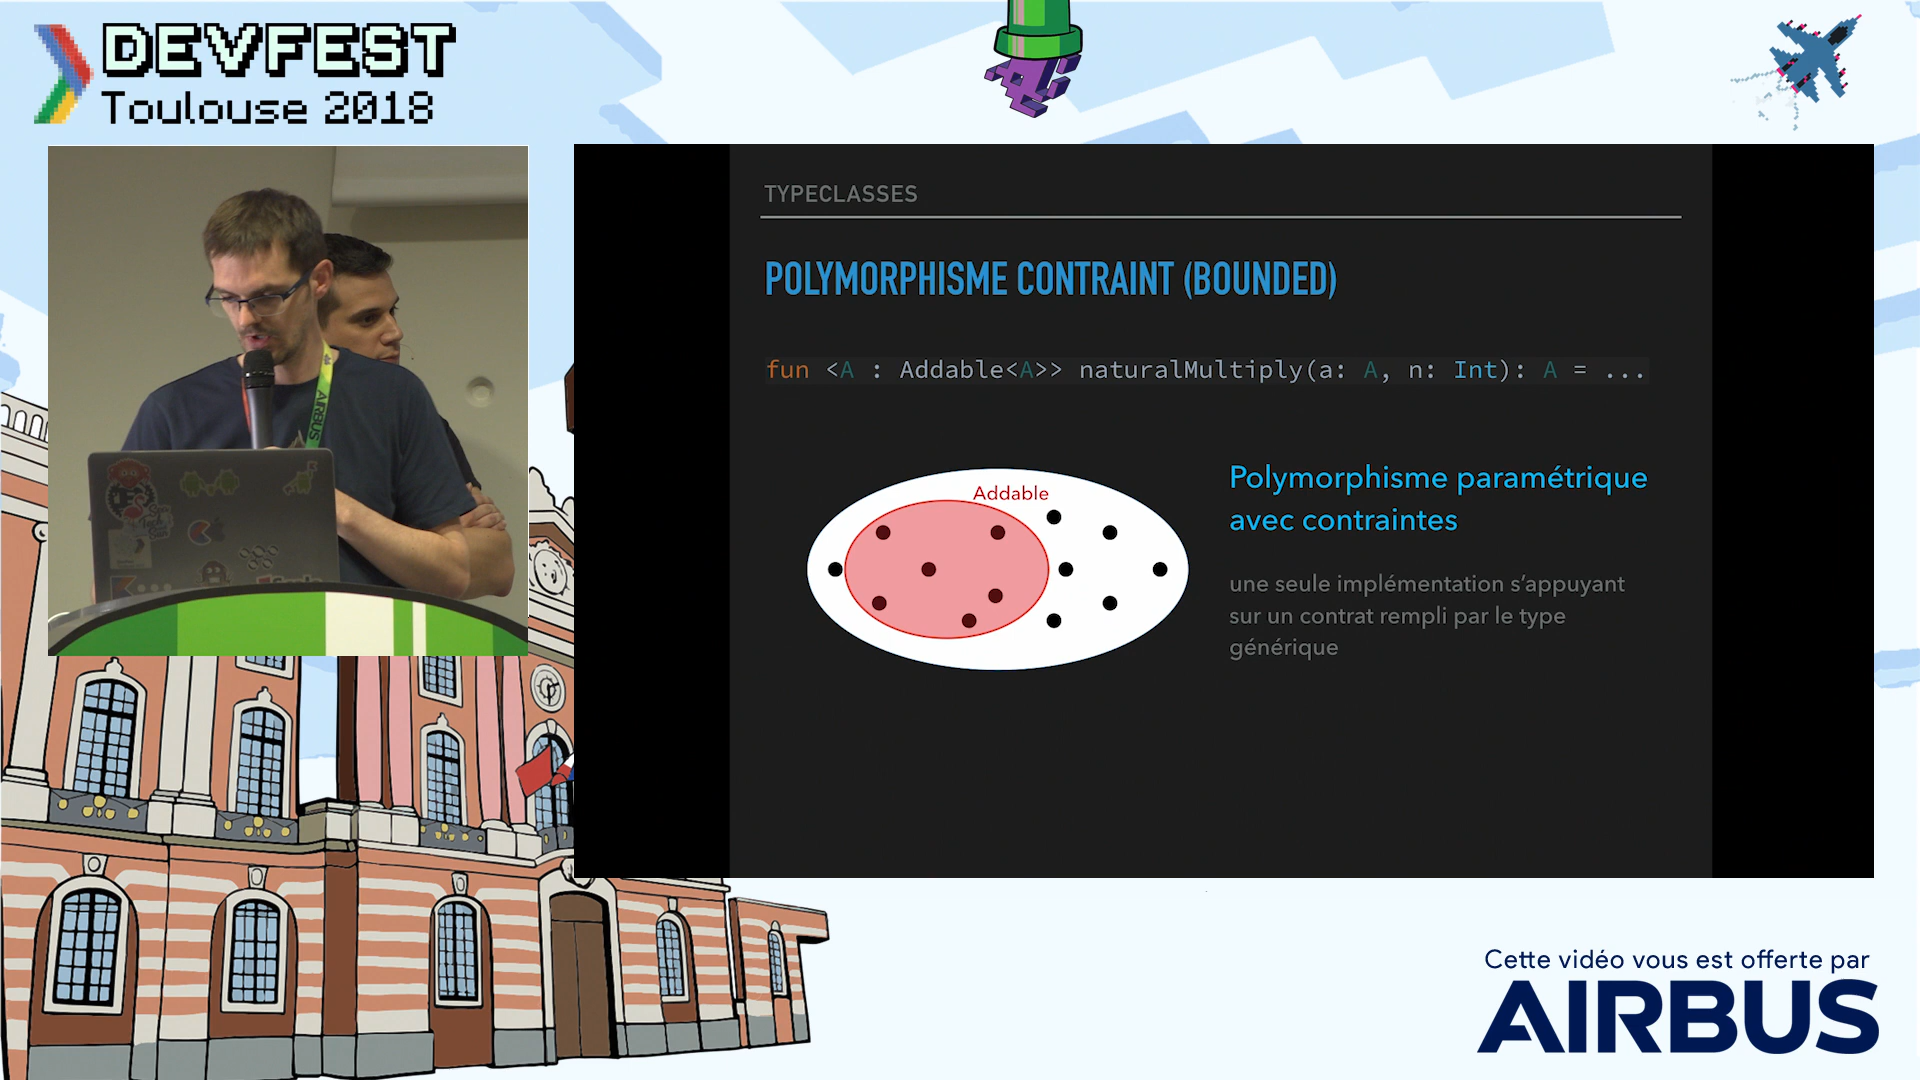 DEVFEST
Toulouse 2018
TYPECLASSES
POLYMORPHISME CONTRAINT (BOUNDED)
fun <A : Addable<A>> naturalMultiply(a: A, n: Int): A = ...
Addable
Polymorphisme paramétrique
avec contraintes
une seule implémentation s'appuyant
sur un contrat rempli par le type
générique
AIRBUS
Cette vidéo vous est offerte par
AIRBUS